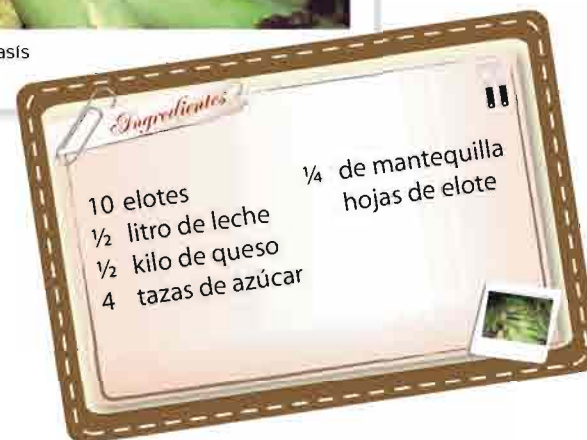 asís
Ingredientes
10 elotes
½ litro de leche
½ kilo de queso
4 tazas de azúcar
¼ de mantequilla
hojas de elote